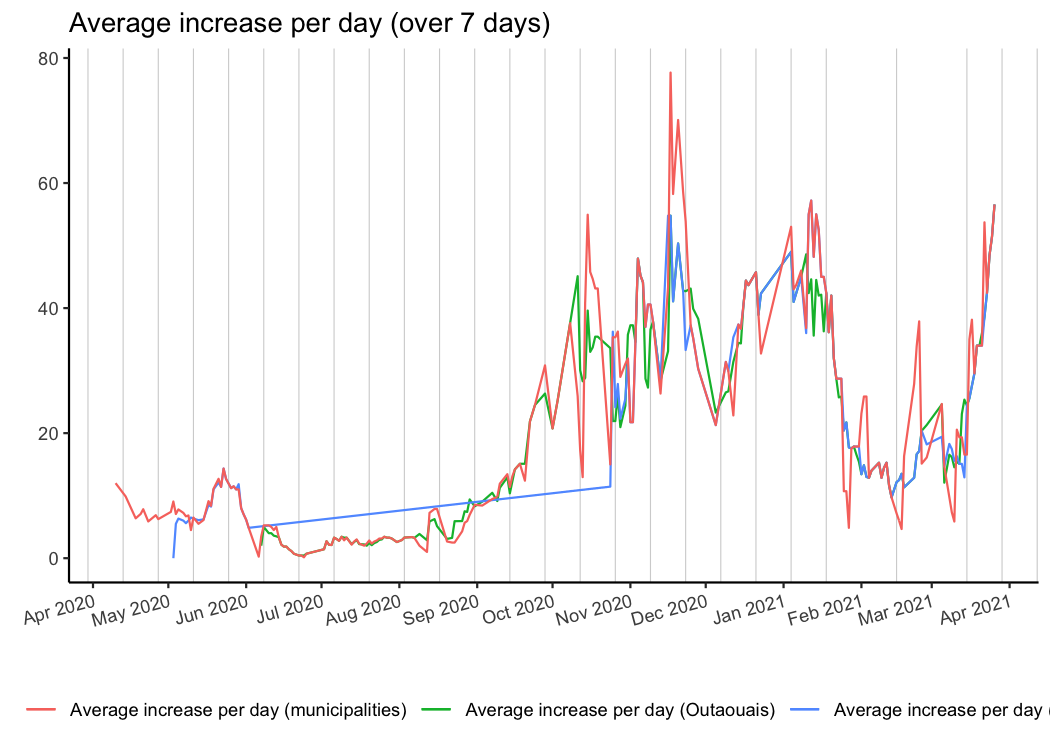 Average increase per day (over 7 days)
80
60
40
20
0
Apr 2020 May 2020 Jun 2020 Jul 2020 Aug 2020 Sep 2020 Oct 2020 Nov 2020 Dec 2020 Jan 2021 Feb 2021 Mar 2021 Apr 2021
Average increase per day (municipalities) Average increase per day (Outaouais) Average increase per day (